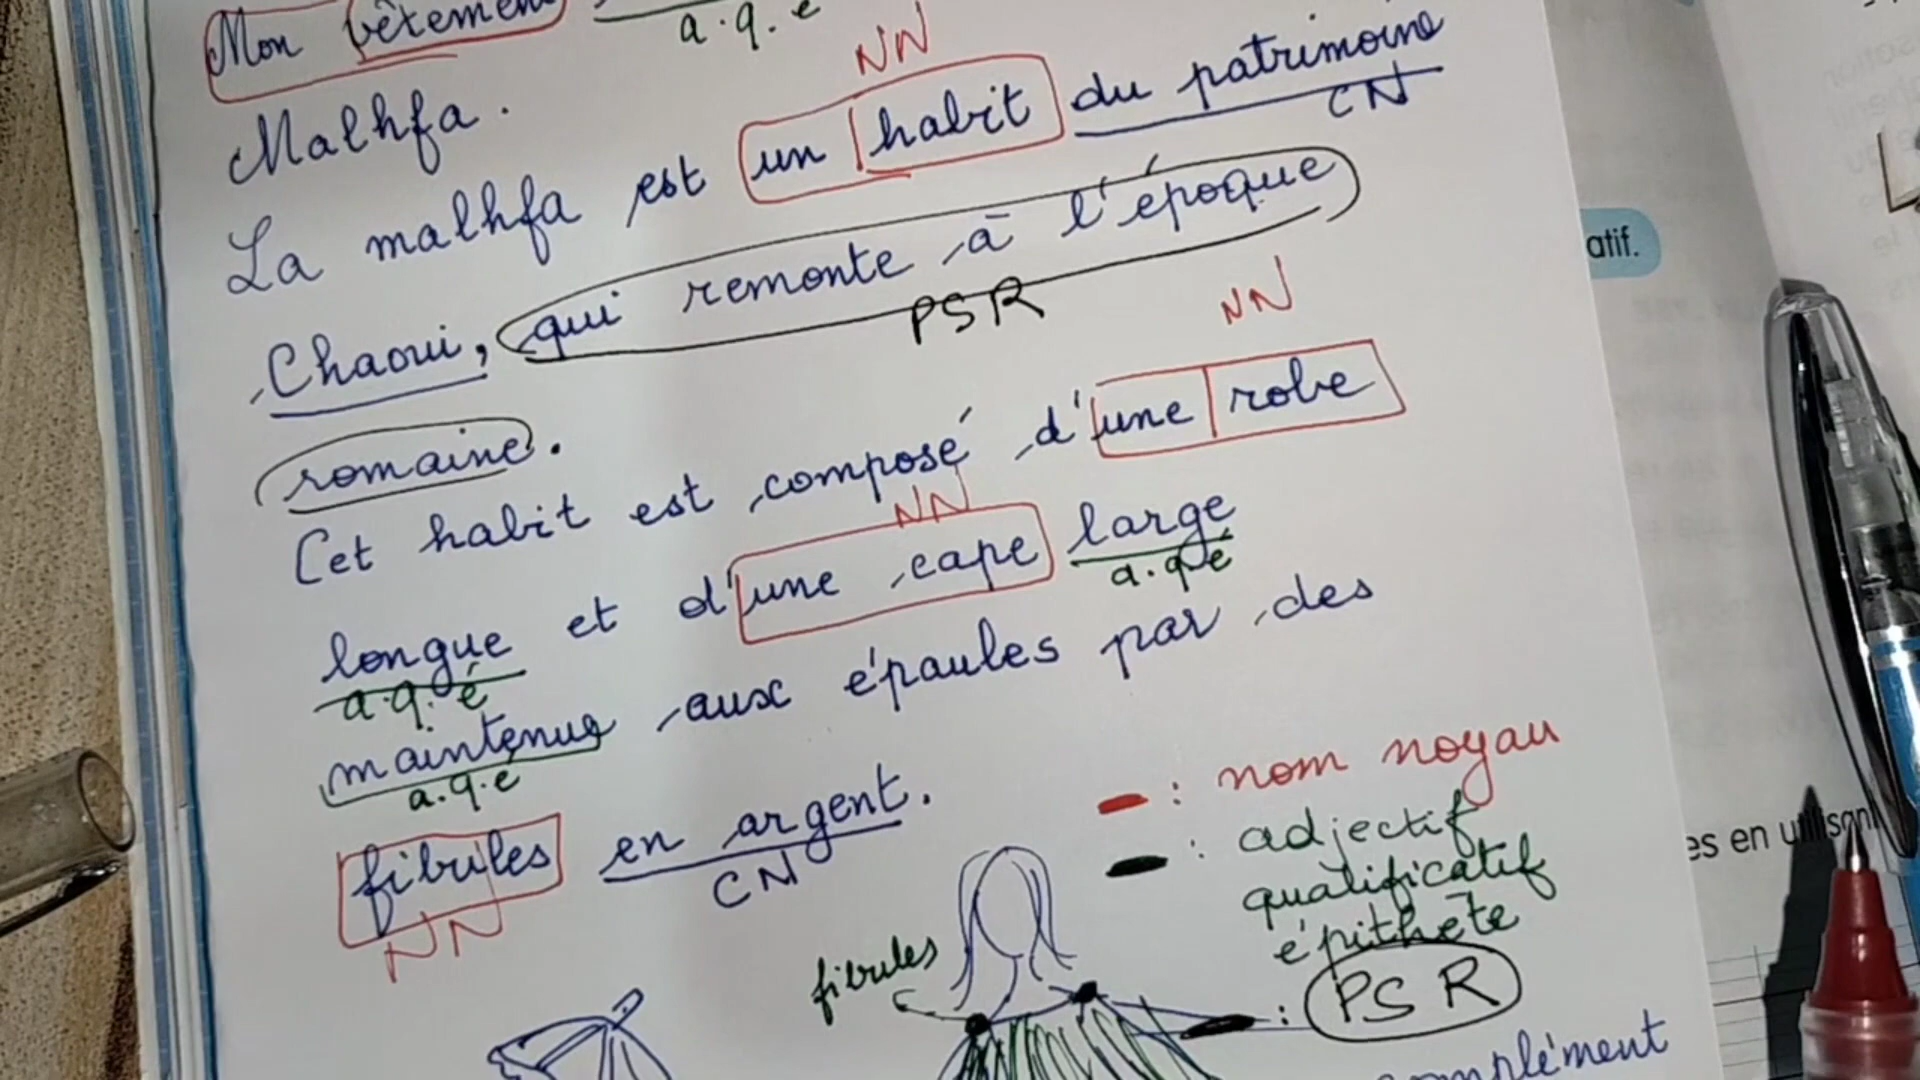 Mon vêtement
a.q.é
NN
Malhfa.
La malhfa est un habit du patrimoine
CN
Chaoui, qui remonte à l'époque
PSR
NN
romaine.
Cet habit est composé d'une robe
NN
longue et d'une cape large
a.q.é
a.q.é
maintenue aux épaules par des
a.q.é
fibules en argent.
NN
CN
: nom noyau
: adjectif
qualificatif
épithète
fibules
: PSR
complément
atif.
es en utilisant